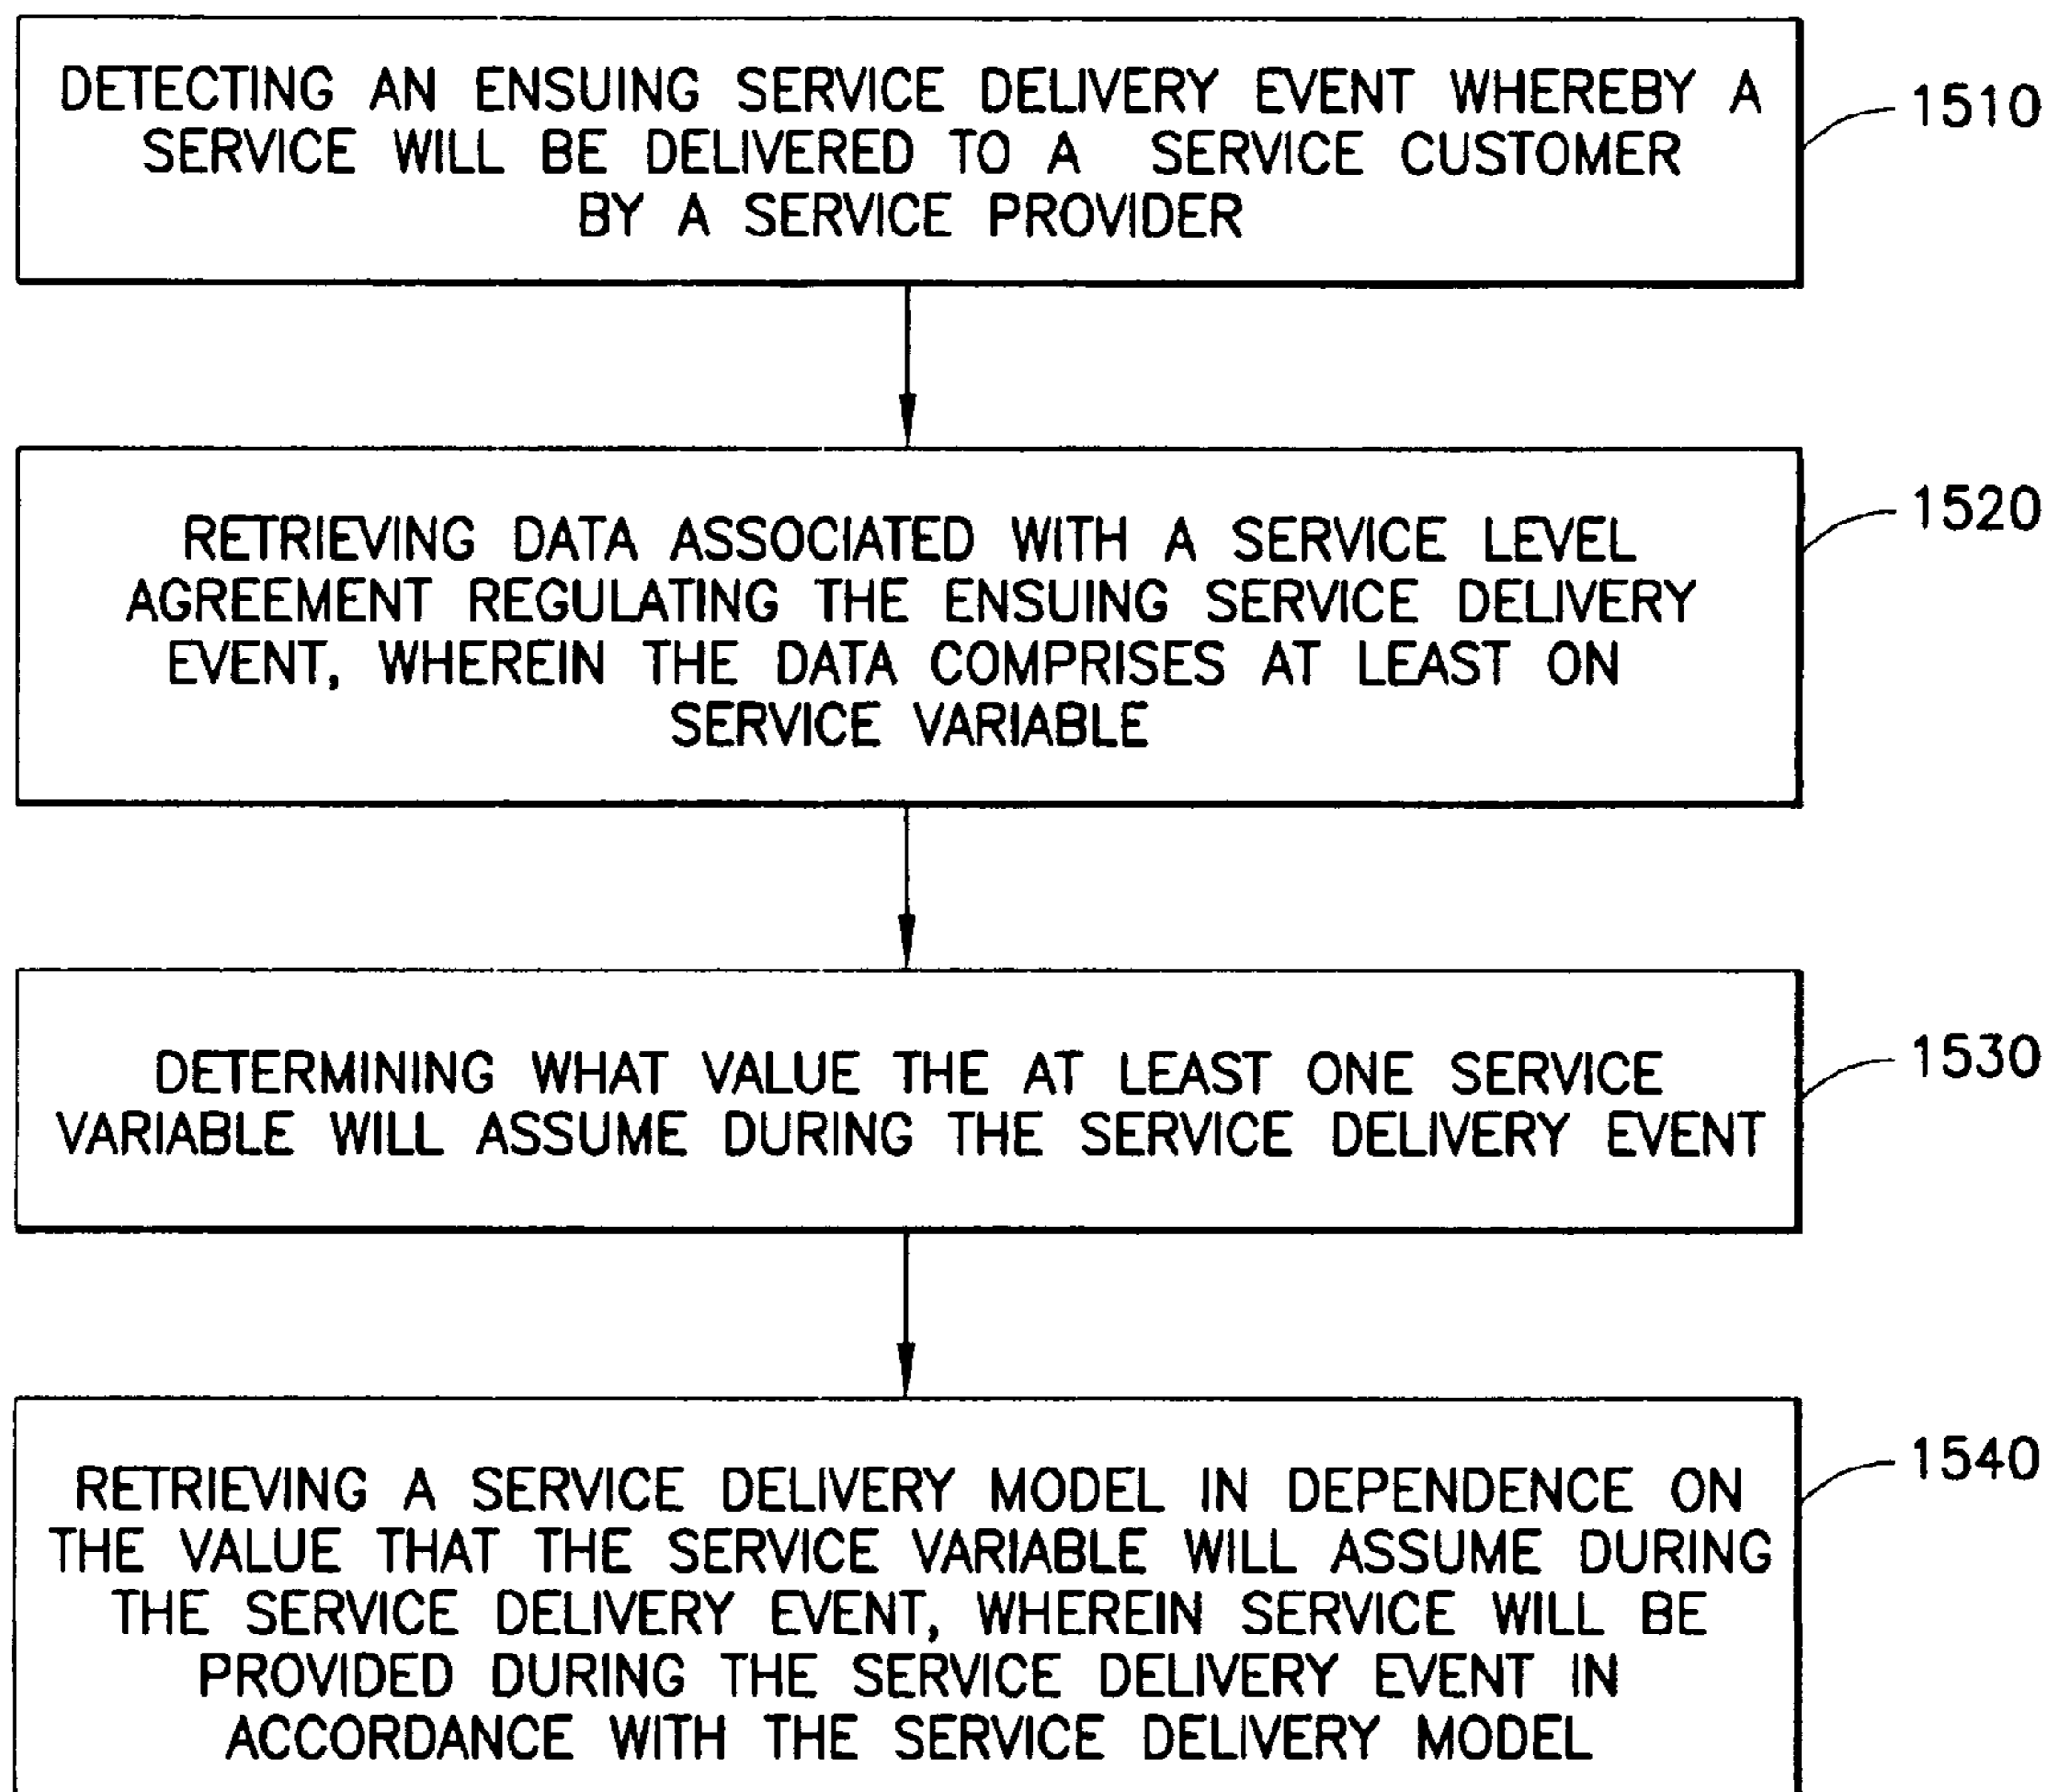 DETECTING AN ENSUING SERVICE DELIVERY EVENT WHEREBY A
SERVICE WILL BE DELIVERED TO A SERVICE CUSTOMER
BY A SERVICE PROVIDER
1510
RETRIEVING DATA ASSOCIATED WITH A SERVICE LEVEL
AGREEMENT REGULATING THE ENSUING SERVICE DELIVERY
EVENT, WHEREIN THE DATA COMPRISES AT LEAST ON
SERVICE VARIABLE
1520
DETERMINING WHAT VALUE THE AT LEAST ONE SERVICE
VARIABLE WILL ASSUME DURING THE SERVICE DELIVERY EVENT
1530
RETRIEVING A SERVICE DELIVERY MODEL IN DEPENDENCE ON
THE VALUE THAT THE SERVICE VARIABLE WILL ASSUME DURING
THE SERVICE DELIVERY EVENT, WHEREIN SERVICE WILL BE
PROVIDED DURING THE SERVICE DELIVERY EVENT IN
ACCORDANCE WITH THE SERVICE DELIVERY MODEL
1540